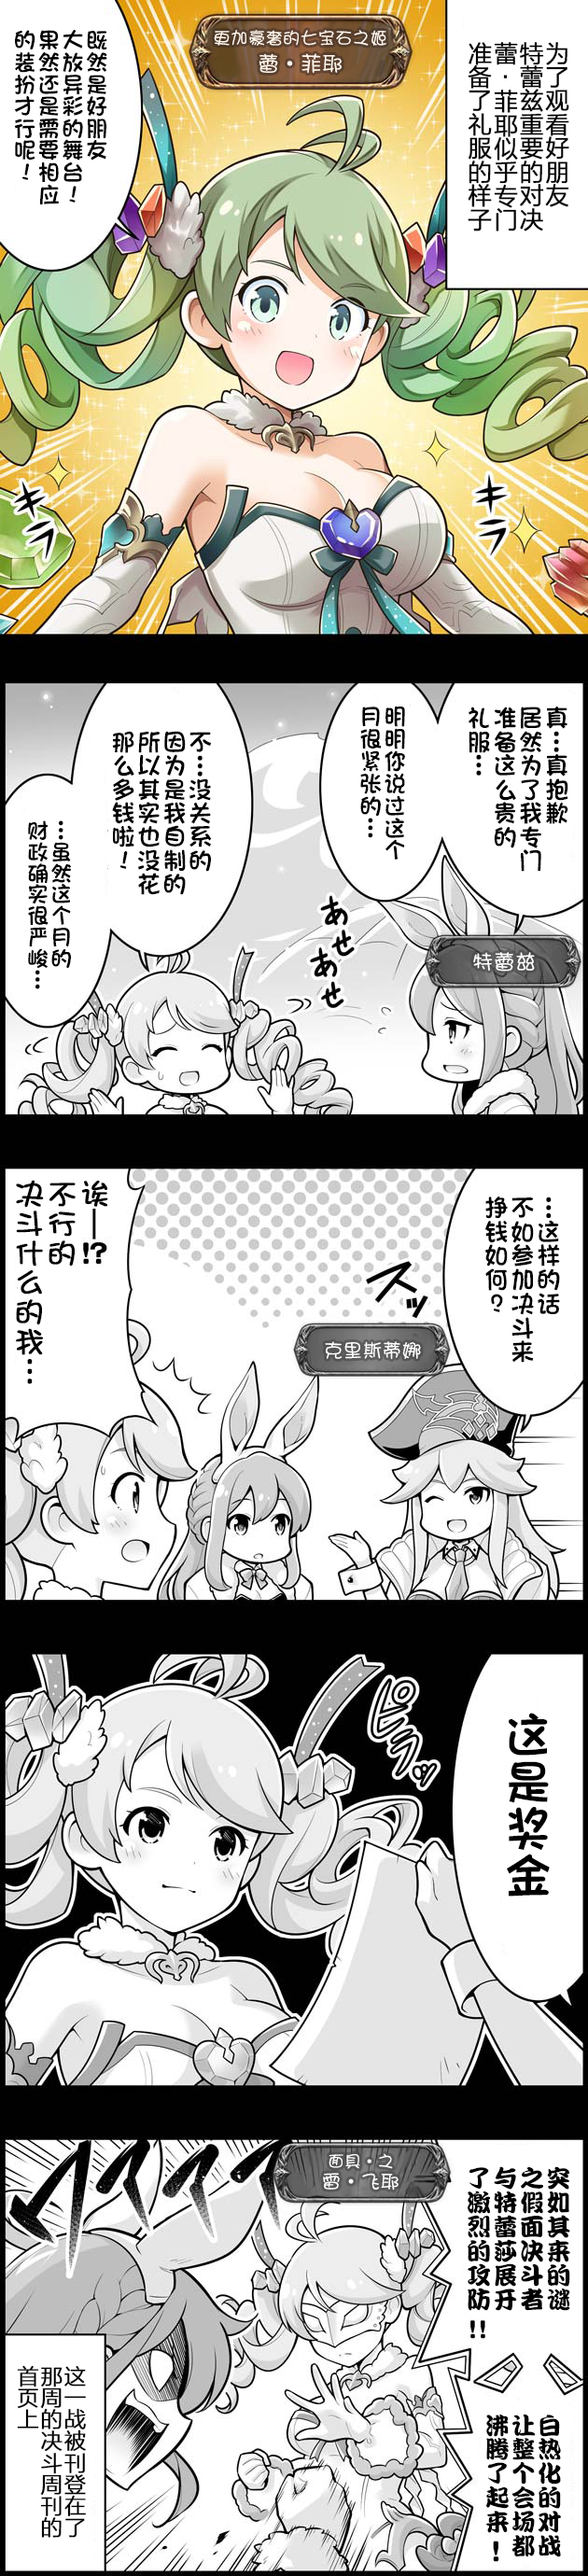 为了观看好朋友
特蕾兹重要的对决
蕾·菲耶似乎专门
准备了礼服的样子
更加豪奢的七宝石之姬
蕾·菲耶
既然是好朋友
大放异彩的舞台！
果然还是需要相应
的装扮才行呢！
キラ
キラ
真…真抱歉
居然为了我专门
准备这么贵的
礼服…
明明你说过这个
月很紧张的…
特蕾兹
不…没关系的
因为是我自制的
所以其实也没花
那么多钱啦！
…虽然这个月的
财政确实很严峻…
あせ
あせ
…这样的话
不如参加决斗来
挣钱如何？
スッ
克里斯蒂娜
诶—!?
不行的
决斗什么的我…
这是奖金
ピラッ
突如其来的谜
之假面决斗者
与特蕾莎展开
了激烈的攻防
!!
面具·之
雷·飞耶
白热化的对战
让整个会场都
沸腾了起来！
这一战被刊登在了
那周的决斗周刊的
首页上